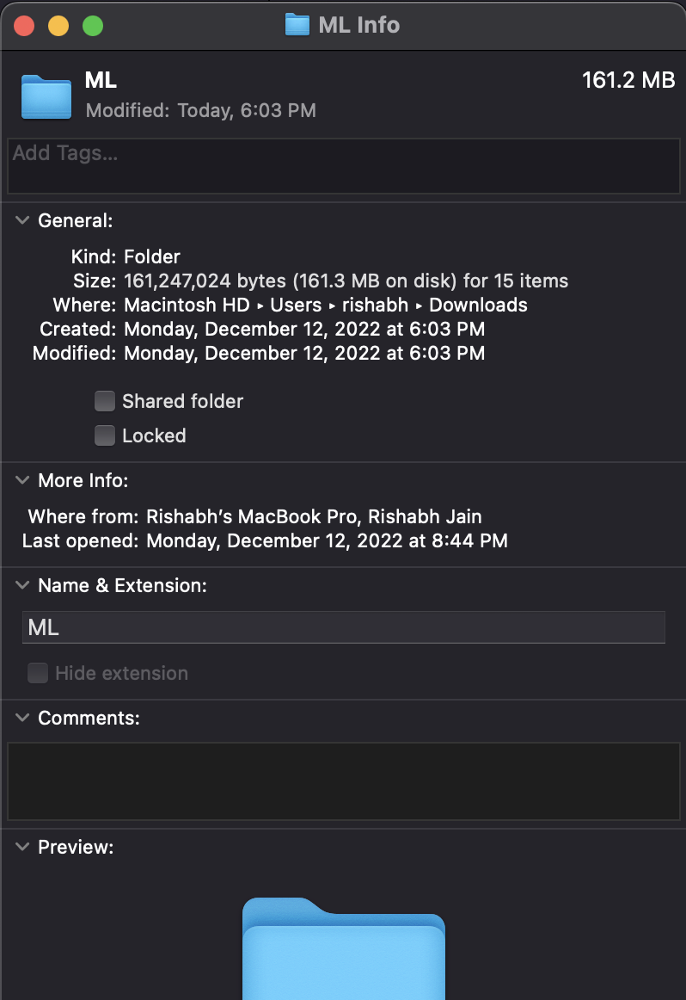 ML Info
ML
161.2 MB
Modified: Today, 6:03 PM
Add Tags...
General:
Kind: Folder
Size: 161,247,024 bytes (161.3 MB on disk) for 15 items
Where: Macintosh HD ▸ Users ▸ rishabh ▸ Downloads
Created: Monday, December 12, 2022 at 6:03 PM
Modified: Monday, December 12, 2022 at 6:03 PM
Shared folder
Locked
More Info:
Where from: Rishabh’s MacBook Pro, Rishabh Jain
Last opened: Monday, December 12, 2022 at 8:44 PM
Name & Extension:
ML
Hide extension
Comments:
Preview: